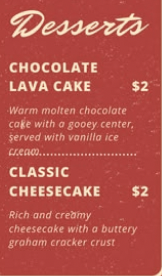 Desserts
CHOCOLATE
LAVA CAKE $2
Warm molten chocolate
cake with a gooey center,
served with vanilla ice
cream
CLASSIC
CHEESECAKE $2
Rich and creamy
cheesecake with a buttery
graham cracker crust